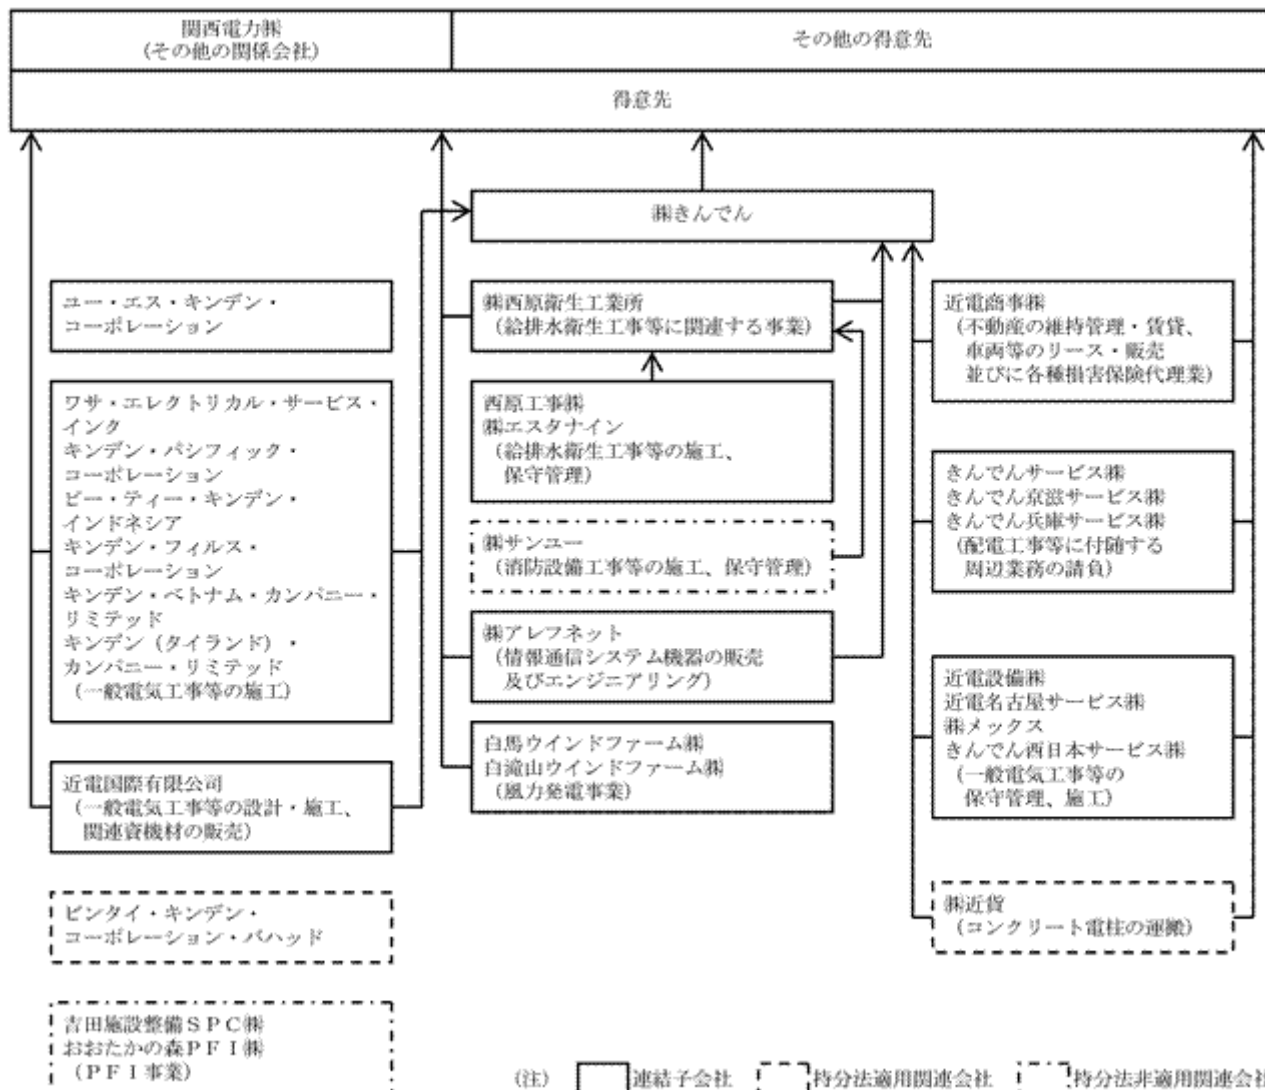 関西電力㈱
（その他の関係会社）
その他の得意先
得意先
㈱きんでん
ユー・エス・キンデン・
コーポレーション
ワサ・エレクトリカル・サービス・
インク
キンデン・パシフィック・
コーポレーション
ピー・ティー・キンデン・
インドネシア
キンデン・フィルス・
コーポレーション
キンデン・ベトナム・カンパニー・
リミテッド
キンデン（タイランド）・
カンパニー・リミテッド
（一般電気工事等の施工）
近電国際有限公司
（一般電気工事等の設計・施工、
関連資機材の販売）
ビンタイ・キンデン・
コーポレーション・バハッド
吉田施設整備ＳＰＣ㈱
おおたかの森ＰＦＩ㈱
（ＰＦＩ事業）
㈱西原衛生工業所
（給排水衛生工事等に関連する事業）
西原工事㈱
㈱エスタナイン
（給排水衛生工事等の施工、
保守管理）
㈱サンユー
（消防設備工事等の施工、保守管理）
㈱アレフネット
（情報通信システム機器の販売
及びエンジニアリング）
白馬ウインドファーム㈱
白滝山ウインドファーム㈱
（風力発電事業）
近電商事㈱
（不動産の維持管理・賃貸、
車両等のリース・販売
並びに各種損害保険代理業）
きんでんサービス㈱
きんでん京滋サービス㈱
きんでん兵庫サービス㈱
（配電工事等に付随する
周辺業務の請負）
近電設備㈱
近電名古屋サービス㈱
㈱メックス
きんでん西日本サービス㈱
（一般電気工事等の
保守管理、施工）
㈱近貨
（コンクリート電柱の運搬）
（注） 連結子会社 持分法適用関連会社 持分法非適用関連会社